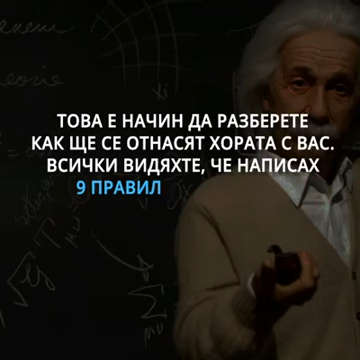 ТОВА Е НАЧИН ДА РАЗБЕРЕТЕ
КАК ЩЕ СЕ ОТНАСЯТ ХОРАТА С ВАС.
ВСИЧКИ ВИДЯХТЕ, ЧЕ НАПИСАХ
9 ПРАВИЛ